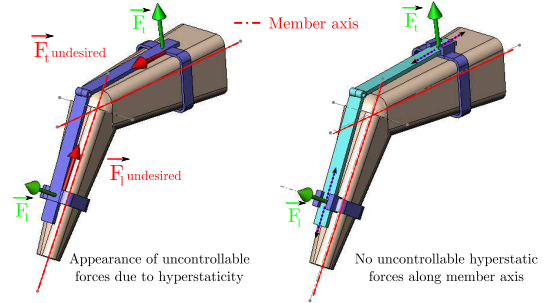 F_t
Member axis
F_t
F_t undesired
F_l undesired
F_l
F_l
Appearance of uncontrollable
forces due to hyperstaticity
No uncontrollable hyperstatic
forces along member axis